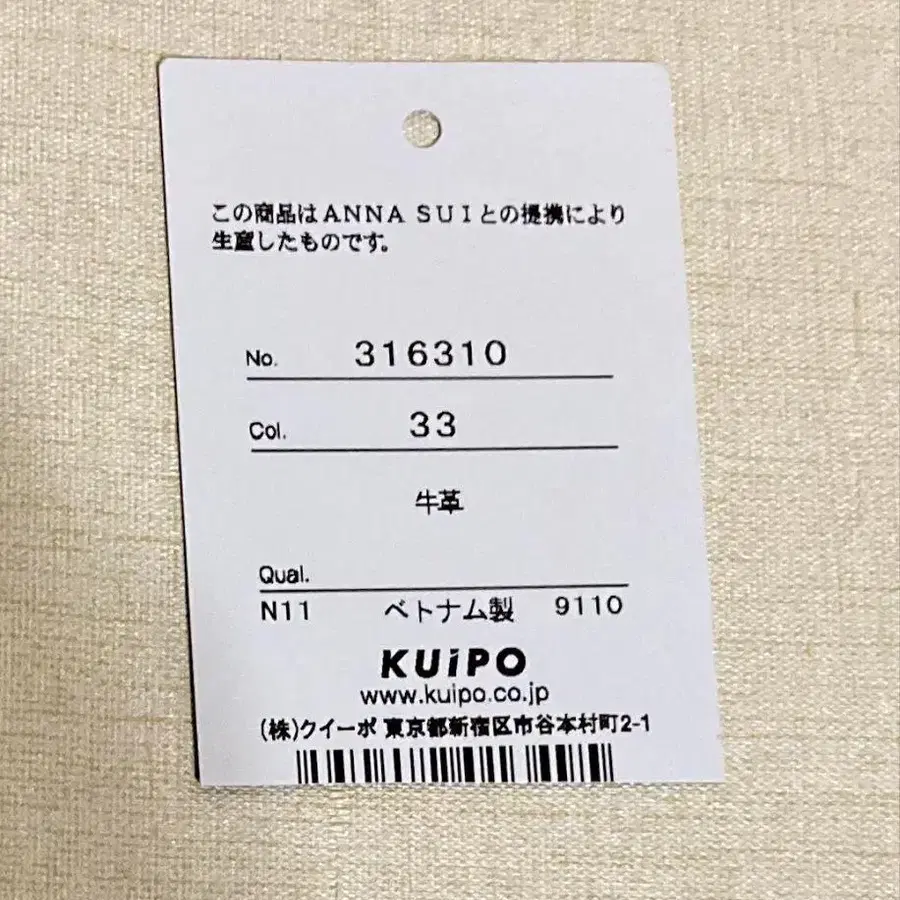 この商品はANNA SUIとの提携により
生産したものです。
No. 316310
Col. 33
牛革
Qual.
N11 ベトナム製 9110
KUiPO
www.kuipo.co.jp
(株)クイーポ 東京都新宿区市谷本村町2-1